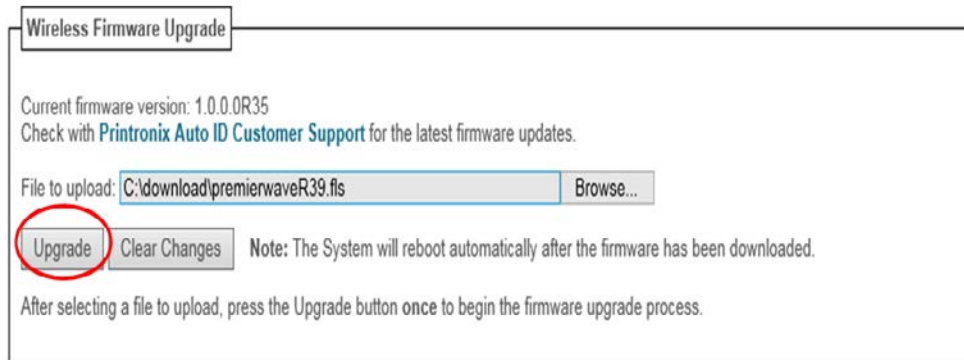 Wireless Firmware Upgrade
Current firmware version: 1.0.0.0R35
Check with Printronix Auto ID Customer Support for the latest firmware updates.
File to upload: C:\download\premierwaveR39.fls Browse...
Upgrade Clear Changes Note: The System will reboot automatically after the firmware has been downloaded.
After selecting a file to upload, press the Upgrade button once to begin the firmware upgrade process.